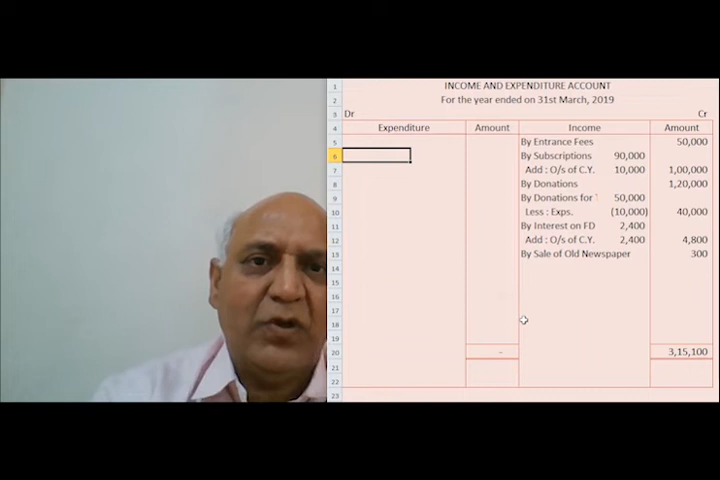 INCOME AND EXPENDITURE ACCOUNT
For the year ended on 31st March, 2019
Dr Cr
Expenditure Amount Income Amount
By Entrance Fees 50,000
By Subscriptions 90,000
Add : O/s of C.Y. 10,000 1,00,000
By Donations 1,20,000
By Donations for 50,000
Less : Exps. (10,000) 40,000
By Interest on FD 2,400
Add : O/s of C.Y. 2,400 4,800
By Sale of Old Newspaper 300
- 3,15,100
1
2
3
4
5
6
7
8
9
10
11
12
13
14
15
16
17
18
19
20
21
22
23